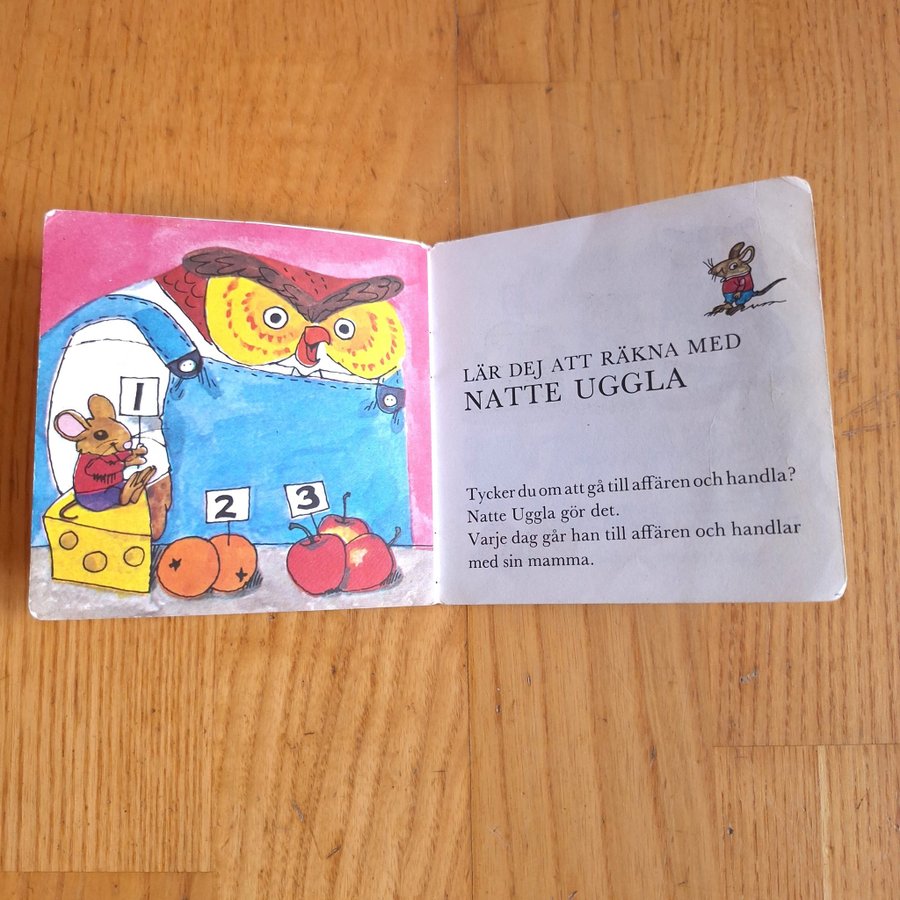 1
2
3
LÄR DEJ ATT RÄKNA MED
NATTE UGGLA
Tycker du om att gå till affären och handla?
Natte Uggla gör det.
Varje dag går han till affären och handlar
med sin mamma.